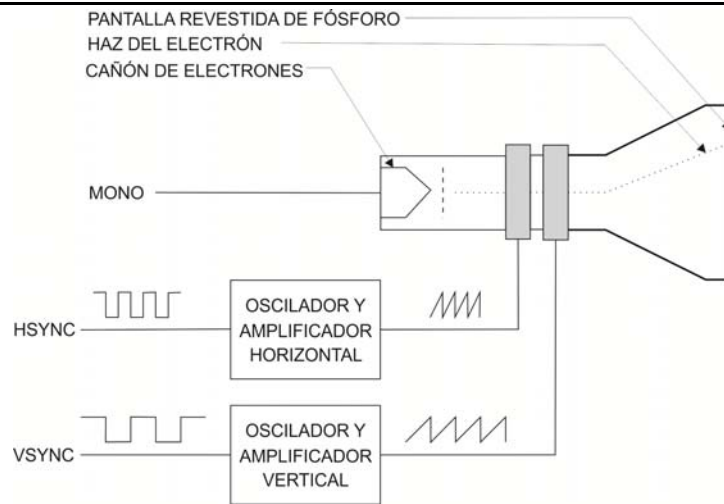 PANTALLA REVESTIDA DE FÓSFORO
HAZ DEL ELECTRÓN
CAÑÓN DE ELECTRONES
MONO
HSYNC
OSCILADOR Y
AMPLIFICADOR
HORIZONTAL
VSYNC
OSCILADOR Y
AMPLIFICADOR
VERTICAL